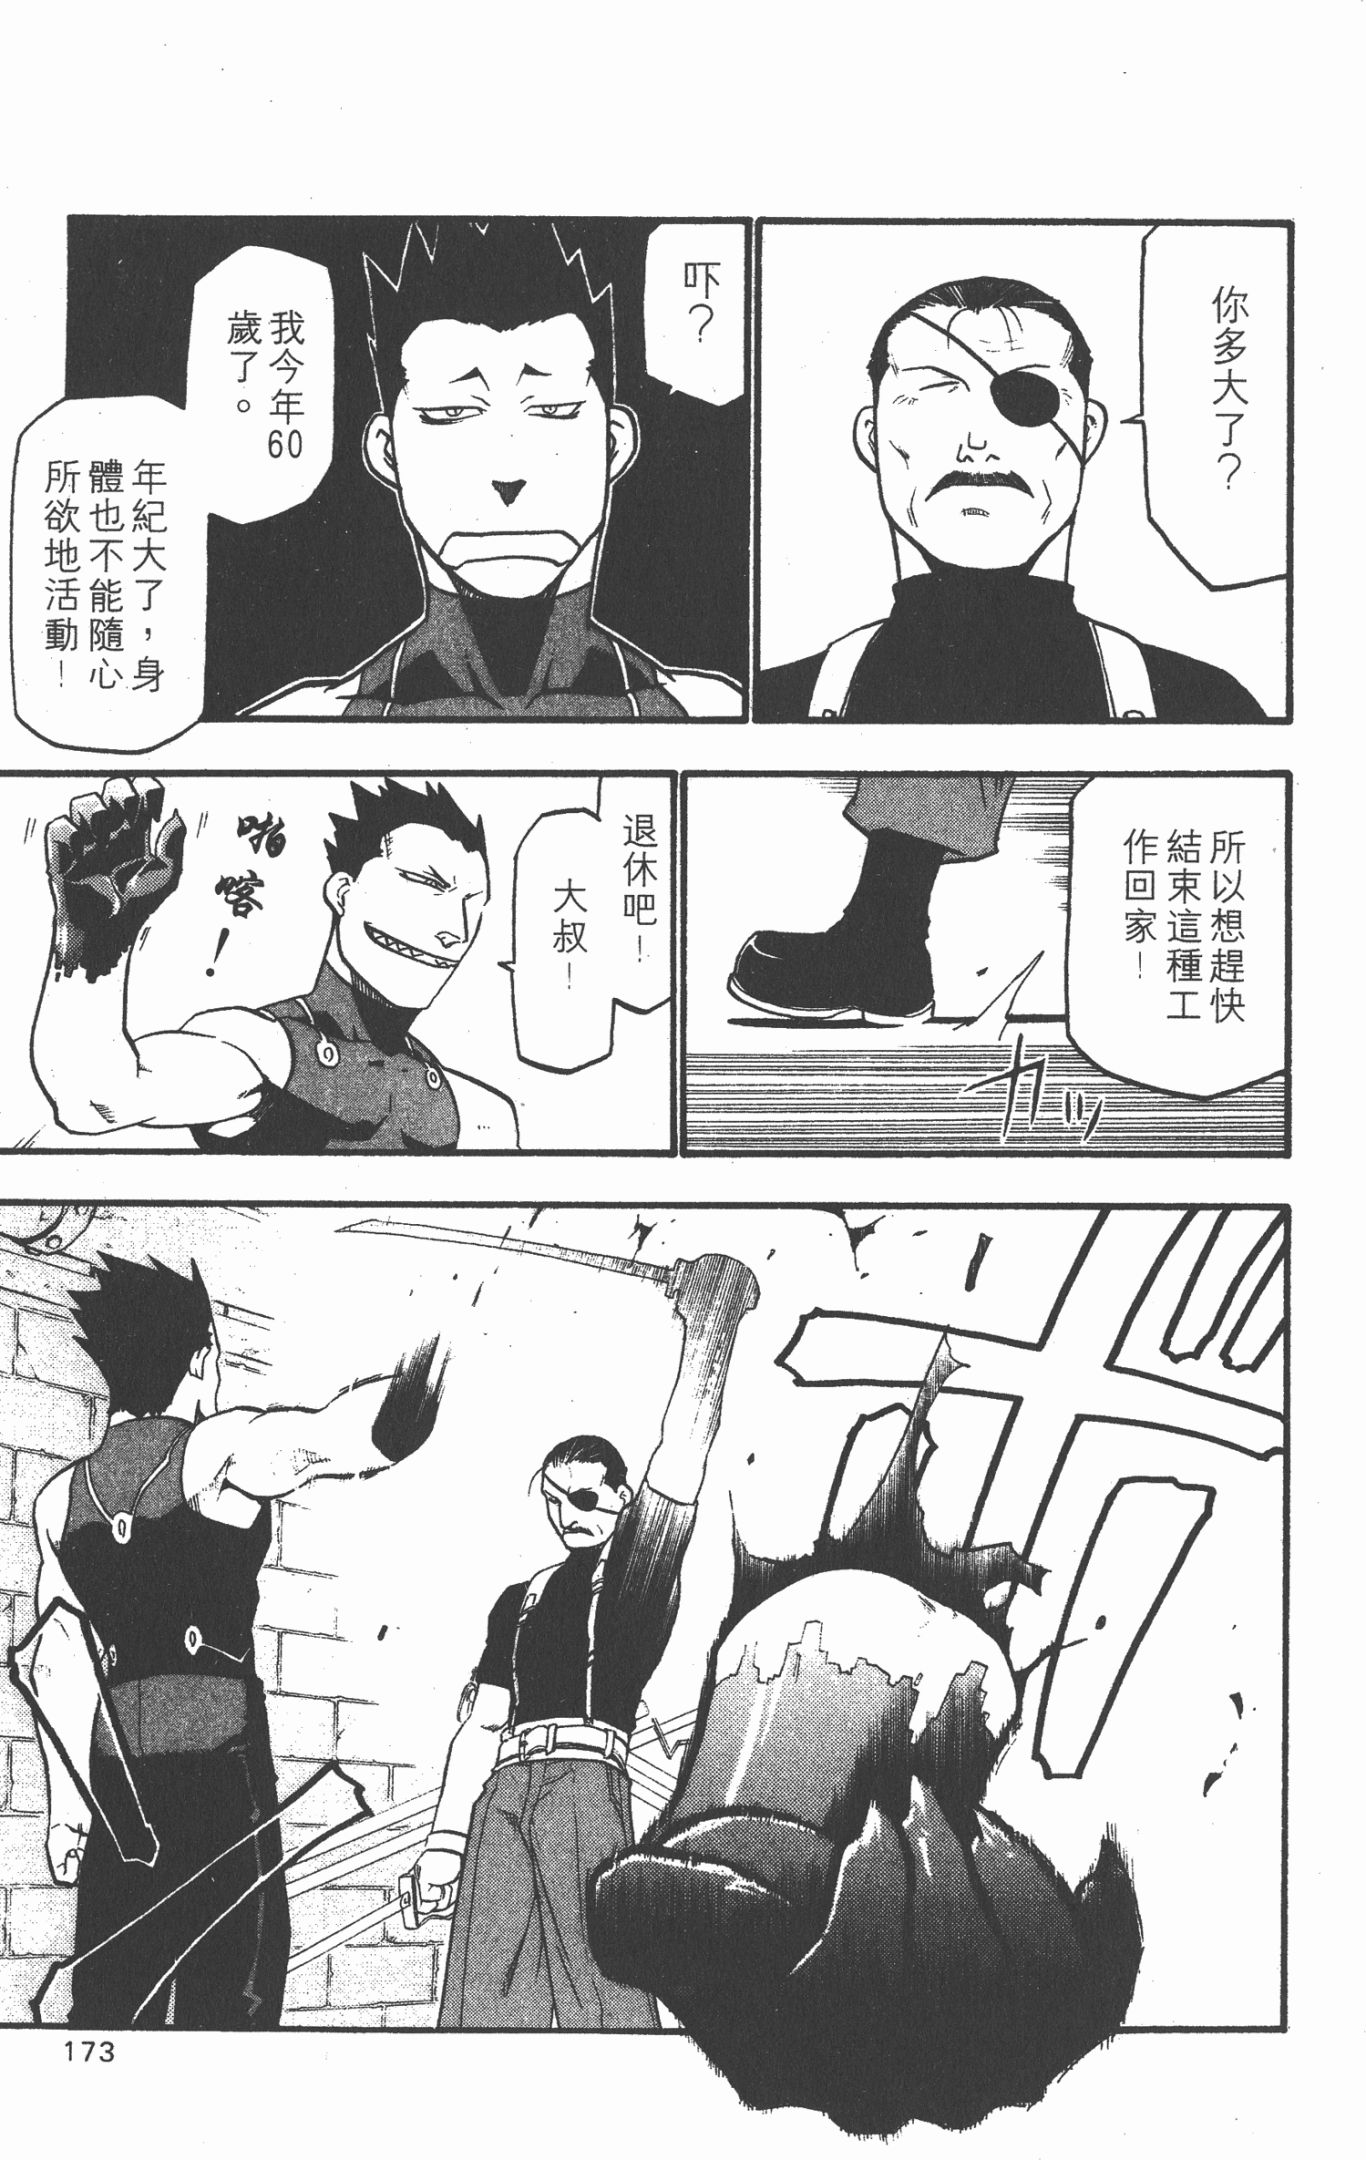 你多大了？
吓？
我今年60
歲了。
年紀大了，身
體也不能隨心
所欲地活動！
所以想趕快
結束這種工
作回家！
カッ
退休吧！
大叔！
啪喀！
173